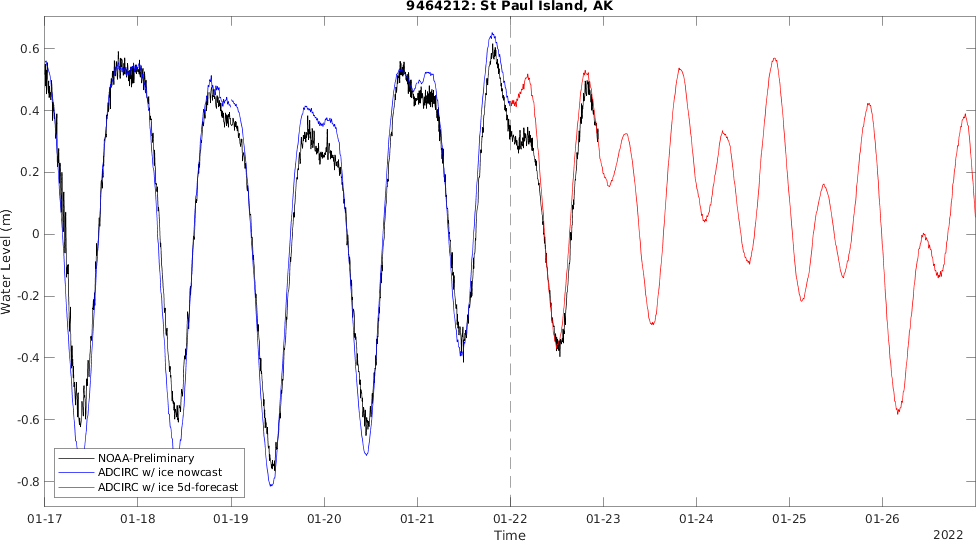 9464212: St Paul Island, AK
Water Level (m)
0.6
0.4
0.2
0
-0.2
-0.4
-0.6
-0.8
NOAA-Preliminary
ADCIRC w/ ice nowcast
ADCIRC w/ ice 5d-forecast
01-17 01-18 01-19 01-20 01-21 01-22 01-23 01-24 01-25 01-26
Time
2022